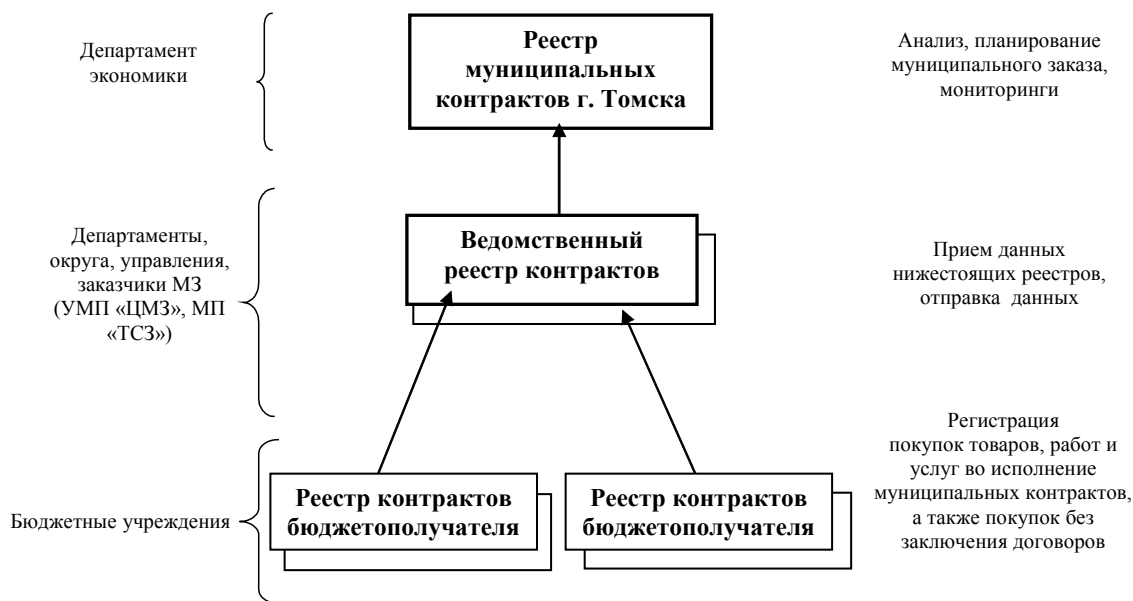 Департамент
экономики
Реестр
муниципальных
контрактов г. Томска
Анализ, планирование
муниципального заказа,
мониторинги
Департаменты,
округа, управления,
заказчики МЗ
(УМП «ЦМЗ», МП
«ТСЗ»)
Ведомственный
реестр контрактов
Прием данных
нижестоящих реестров,
отправка данных
Бюджетные учреждения
Реестр контрактов
бюджетополучателя
Реестр контрактов
бюджетополучателя
Регистрация
покупок товаров, работ и
услуг во исполнение
муниципальных контрактов,
а также покупок без
заключения договоров